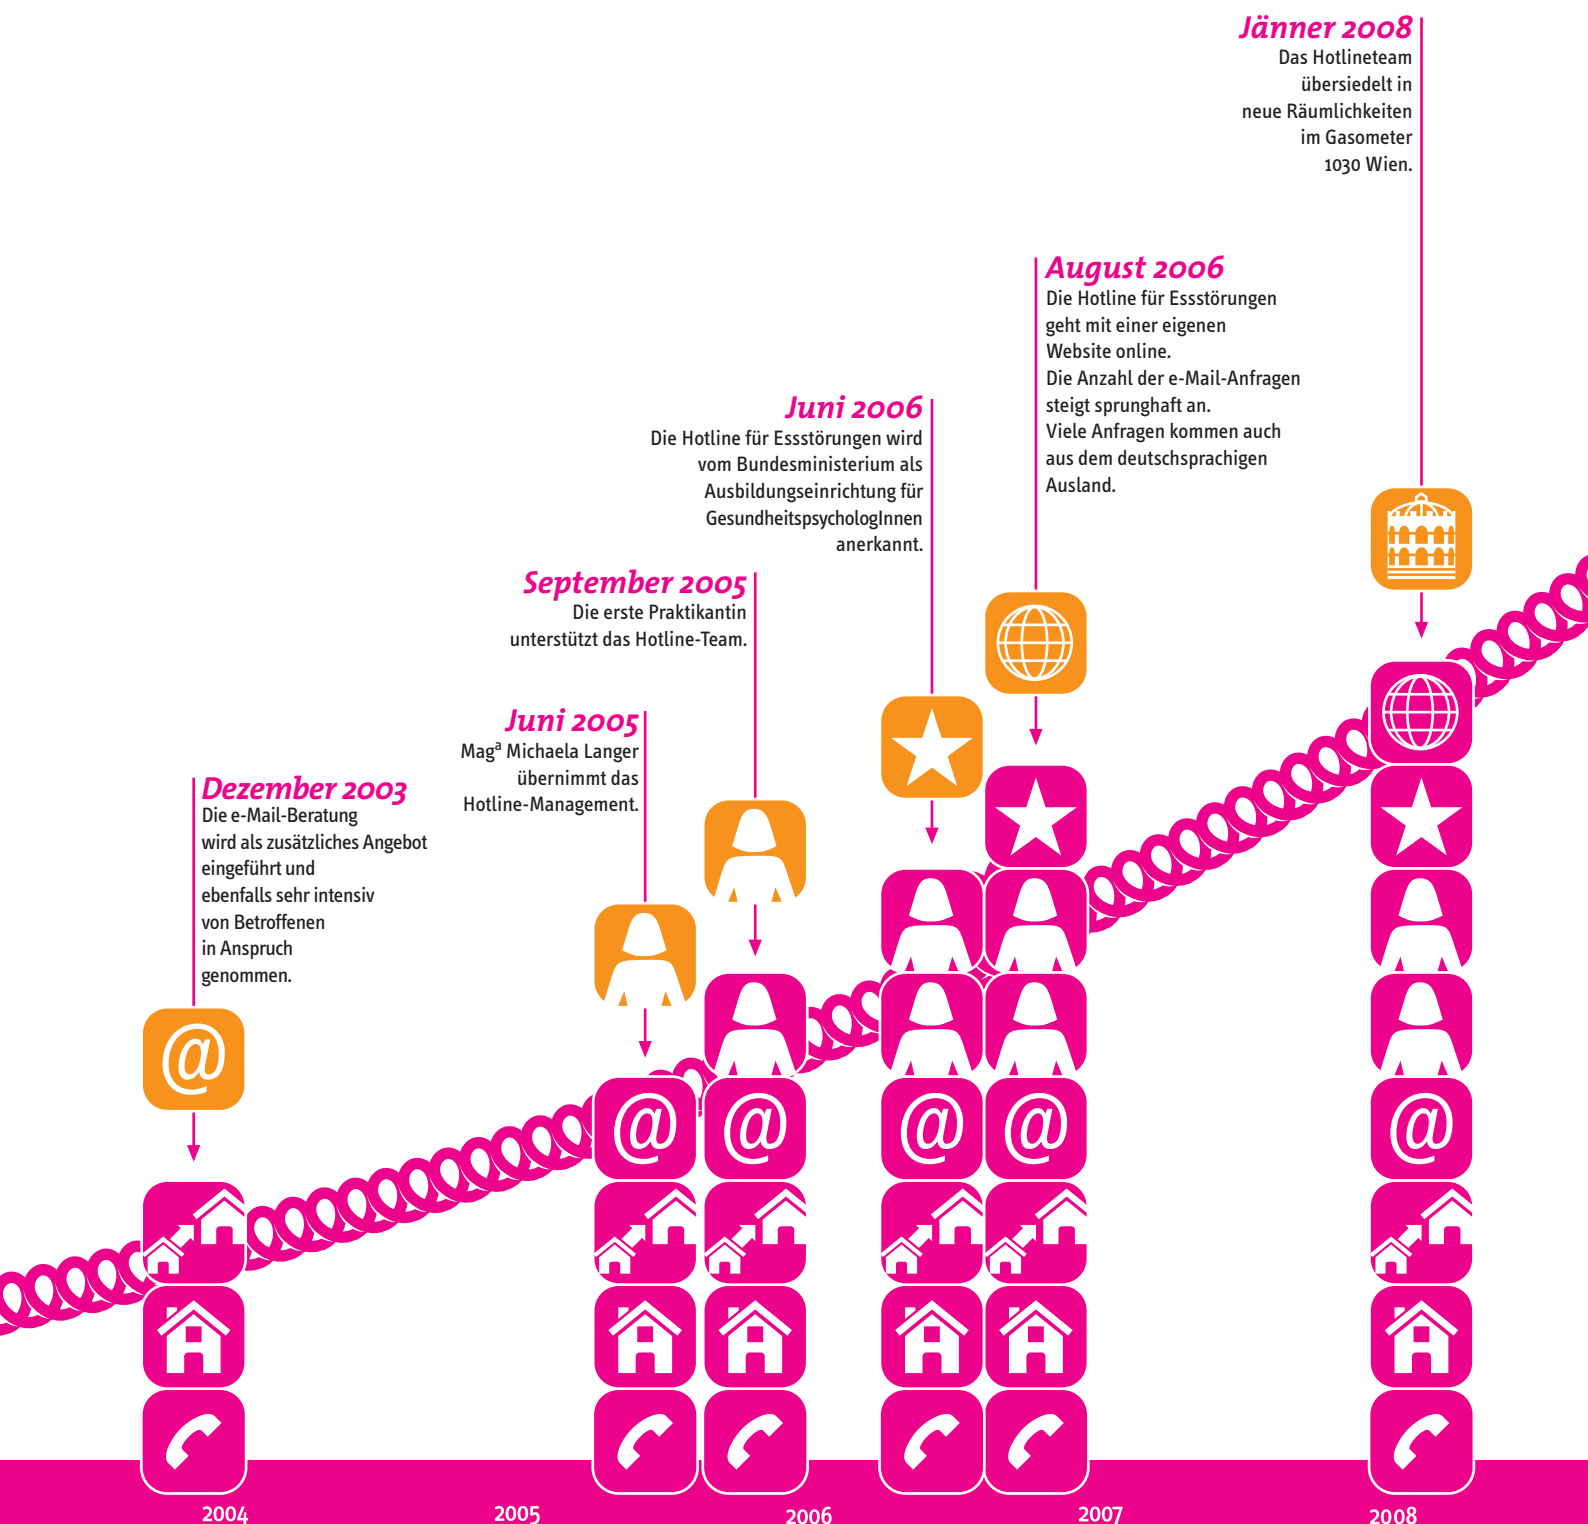 Jänner 2008
Das Hotlineteam
übersiedelt in
neue Räumlichkeiten
im Gasometer
1030 Wien.
August 2006
Die Hotline für Essstörungen
geht mit einer eigenen
Website online.
Die Anzahl der e-Mail-Anfragen
steigt sprunghaft an.
Viele Anfragen kommen auch
aus dem deutschsprachigen
Ausland.
Juni 2006
Die Hotline für Essstörungen wird
vom Bundesministerium als
Ausbildungseinrichtung für
GesundheitspsychologInnen
anerkannt.
September 2005
Die erste Praktikantin
unterstützt das Hotline-Team.
Juni 2005
Magª Michaela Langer
übernimmt das
Hotline-Management.
Dezember 2003
Die e-Mail-Beratung
wird als zusätzliches Angebot
eingeführt und
ebenfalls sehr intensiv
von Betroffenen
in Anspruch
genommen.
@
@ @ @ @ @
2004 2005 2006 2007 2008